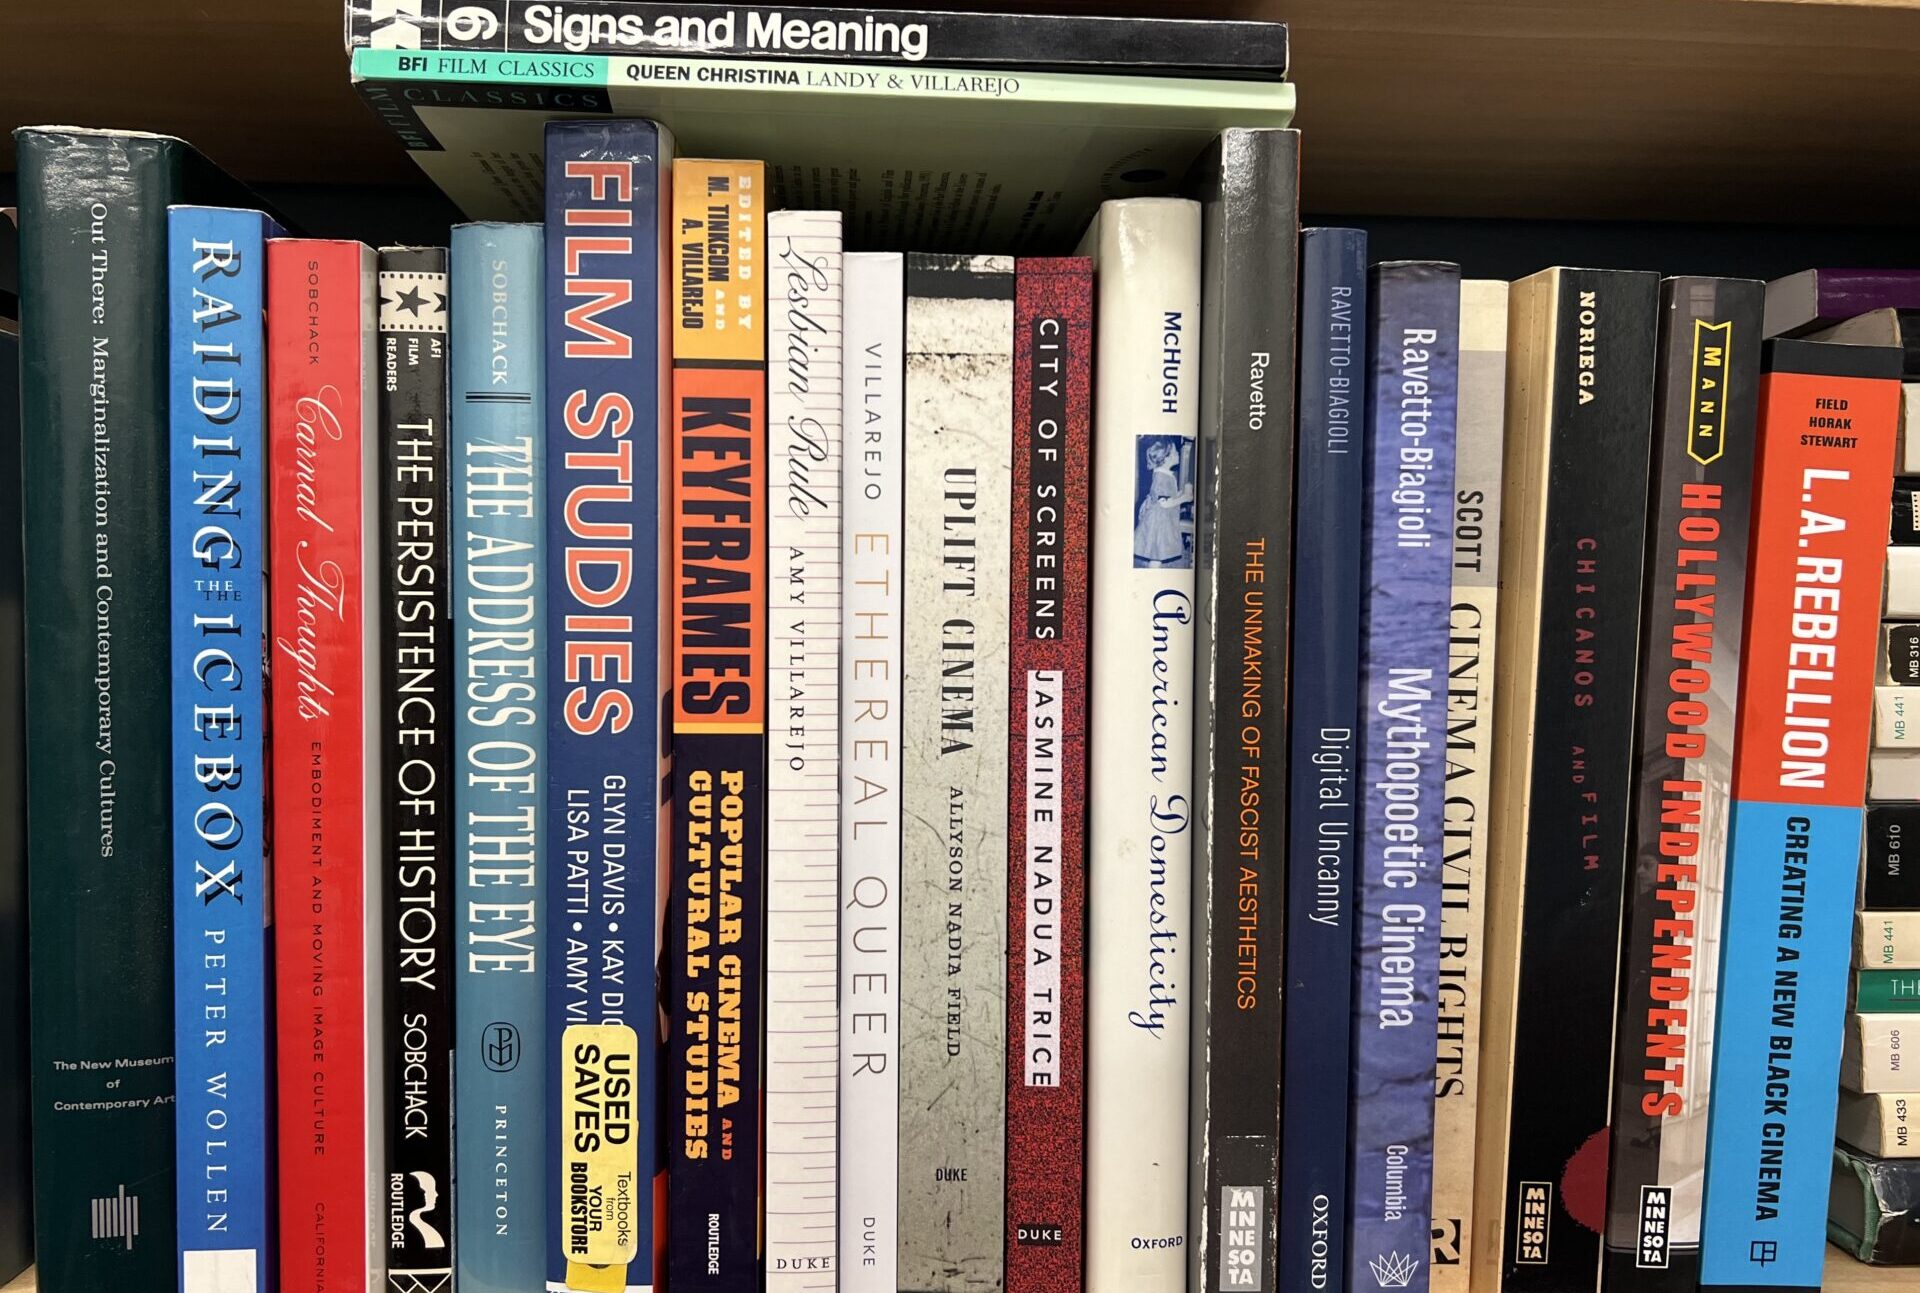 9 Signs and Meaning
BFI FILM CLASSICS QUEEN CHRISTINA LANDY & VILLAREJO
CLASSICS
Out There: Marginalization and Contemporary Cultures
The New Museum
of
Contemporary Art
RAIDING THE ICEBOX PETER WOLLEN
SOBCHACK Carnal Thoughts EMBODIMENT AND MOVING IMAGE CULTURE CALIFORNIA
AFI
FILM
READERS
THE PERSISTENCE OF HISTORY SOBCHACK
ROUTLEDGE
SOBCHACK THE ADDRESS OF THE EYE PRINCETON
FILM STUDIES
GLYN DAVIS • KAY DIC
LISA PATTI • AMY VI
USED
SAVES
Textbooks
from
YOUR
BOOKSTORE
EDITED BY
M. TINKCOM AND
A. VILLAREJO
KEYFRAMES
POPULAR CINEMA AND
CULTURAL STUDIES
ROUTLEDGE
Lesbian Rule AMY VILLAREJO DUKE
VILLAREJO ETHEREAL QUEER DUKE
UPLIFT CINEMA ALLYSON NADIA FIELD DUKE
CITY OF SCREENS JASMINE NADUA TRICE DUKE
MCHUGH American Domesticity OXFORD
Ravetto THE UNMAKING OF FASCIST AESTHETICS
MINNESOTA
RAVETTO-BIAGIOLI Digital Uncanny OXFORD
Ravetto-Biagioli Mythopoetic Cinema Columbia
SCOTT CINEMA CIVIL RIGHTS
R
NORIEGA CHICANOS AND FILM
MINNESOTA
MANN HOLLYWOOD INDEPENDENTS
MINNESOTA
FIELD
HORAK
STEWART
L.A. REBELLION
CREATING A NEW BLACK CINEMA
MB 316
MB 441
MB 610
MB 441
THE
MB 606
MB 433